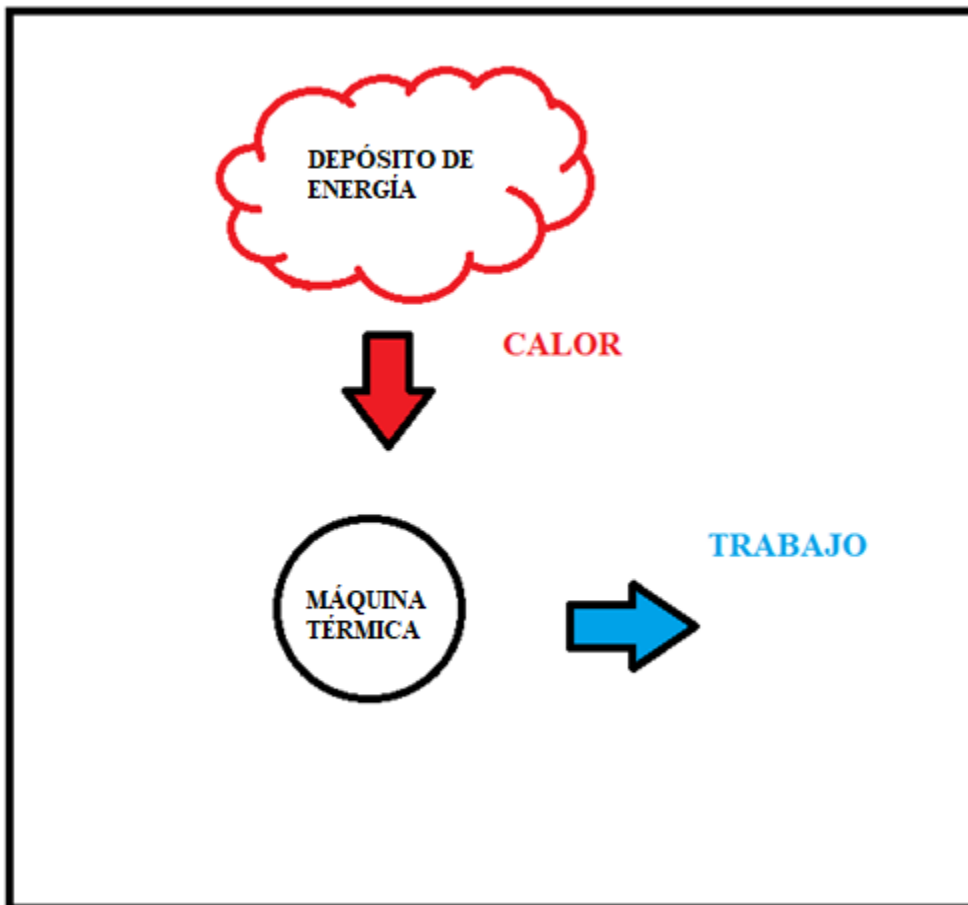 DEPÓSITO DE
ENERGÍA
CALOR
TRABAJO
MÁQUINA
TÉRMICA